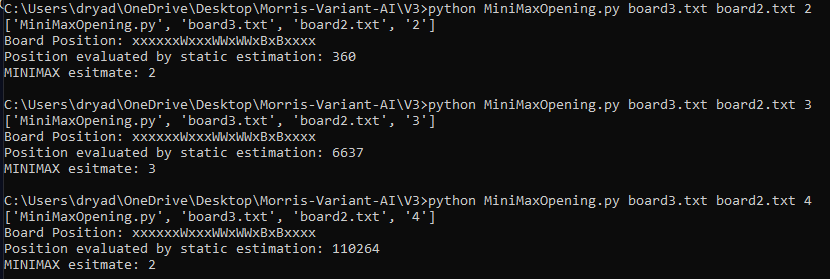 C:\Users\dryad\OneDrive\Desktop\Morris-Variant-AI\V3>python MiniMaxOpening.py board3.txt board2.txt 2
['MiniMaxOpening.py', 'board3.txt', 'board2.txt', '2']
Board Position: xxxxxxWxxxWWxWWxBxBxxxx
Position evaluated by static estimation: 360
MINIMAX esitmate: 2
C:\Users\dryad\OneDrive\Desktop\Morris-Variant-AI\V3>python MiniMaxOpening.py board3.txt board2.txt 3
['MiniMaxOpening.py', 'board3.txt', 'board2.txt', '3']
Board Position: xxxxxxWxxxWWxWWxBxBxxxx
Position evaluated by static estimation: 6637
MINIMAX esitmate: 3
C:\Users\dryad\OneDrive\Desktop\Morris-Variant-AI\V3>python MiniMaxOpening.py board3.txt board2.txt 4
['MiniMaxOpening.py', 'board3.txt', 'board2.txt', '4']
Board Position: xxxxxxWxxxWWxWWxBxBxxxx
Position evaluated by static estimation: 110264
MINIMAX esitmate: 2